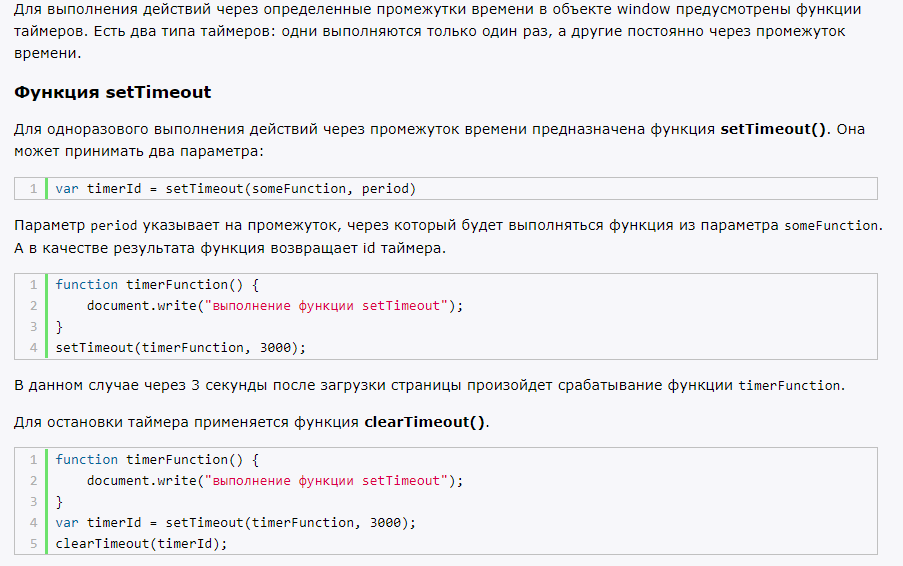 Для выполнения действий через определенные промежутки времени в объекте window предусмотрены функции
таймеров. Есть два типа таймеров: одни выполняются только один раз, а другие постоянно через промежуток
времени.
Функция setTimeout
Для одноразового выполнения действий через промежуток времени предназначена функция setTimeout(). Она
может принимать два параметра:
1 var timerId = setTimeout(someFunction, period)
Параметр period указывает на промежуток, через который будет выполняться функция из параметра someFunction.
А в качестве результата функция возвращает id таймера.
1 function timerFunction() {
2     document.write("выполнение функции setTimeout");
3 }
4 setTimeout(timerFunction, 3000);
В данном случае через 3 секунды после загрузки страницы произойдет срабатывание функции timerFunction.
Для остановки таймера применяется функция clearTimeout().
1 function timerFunction() {
2     document.write("выполнение функции setTimeout");
3 }
4 var timerId = setTimeout(timerFunction, 3000);
5 clearTimeout(timerId);